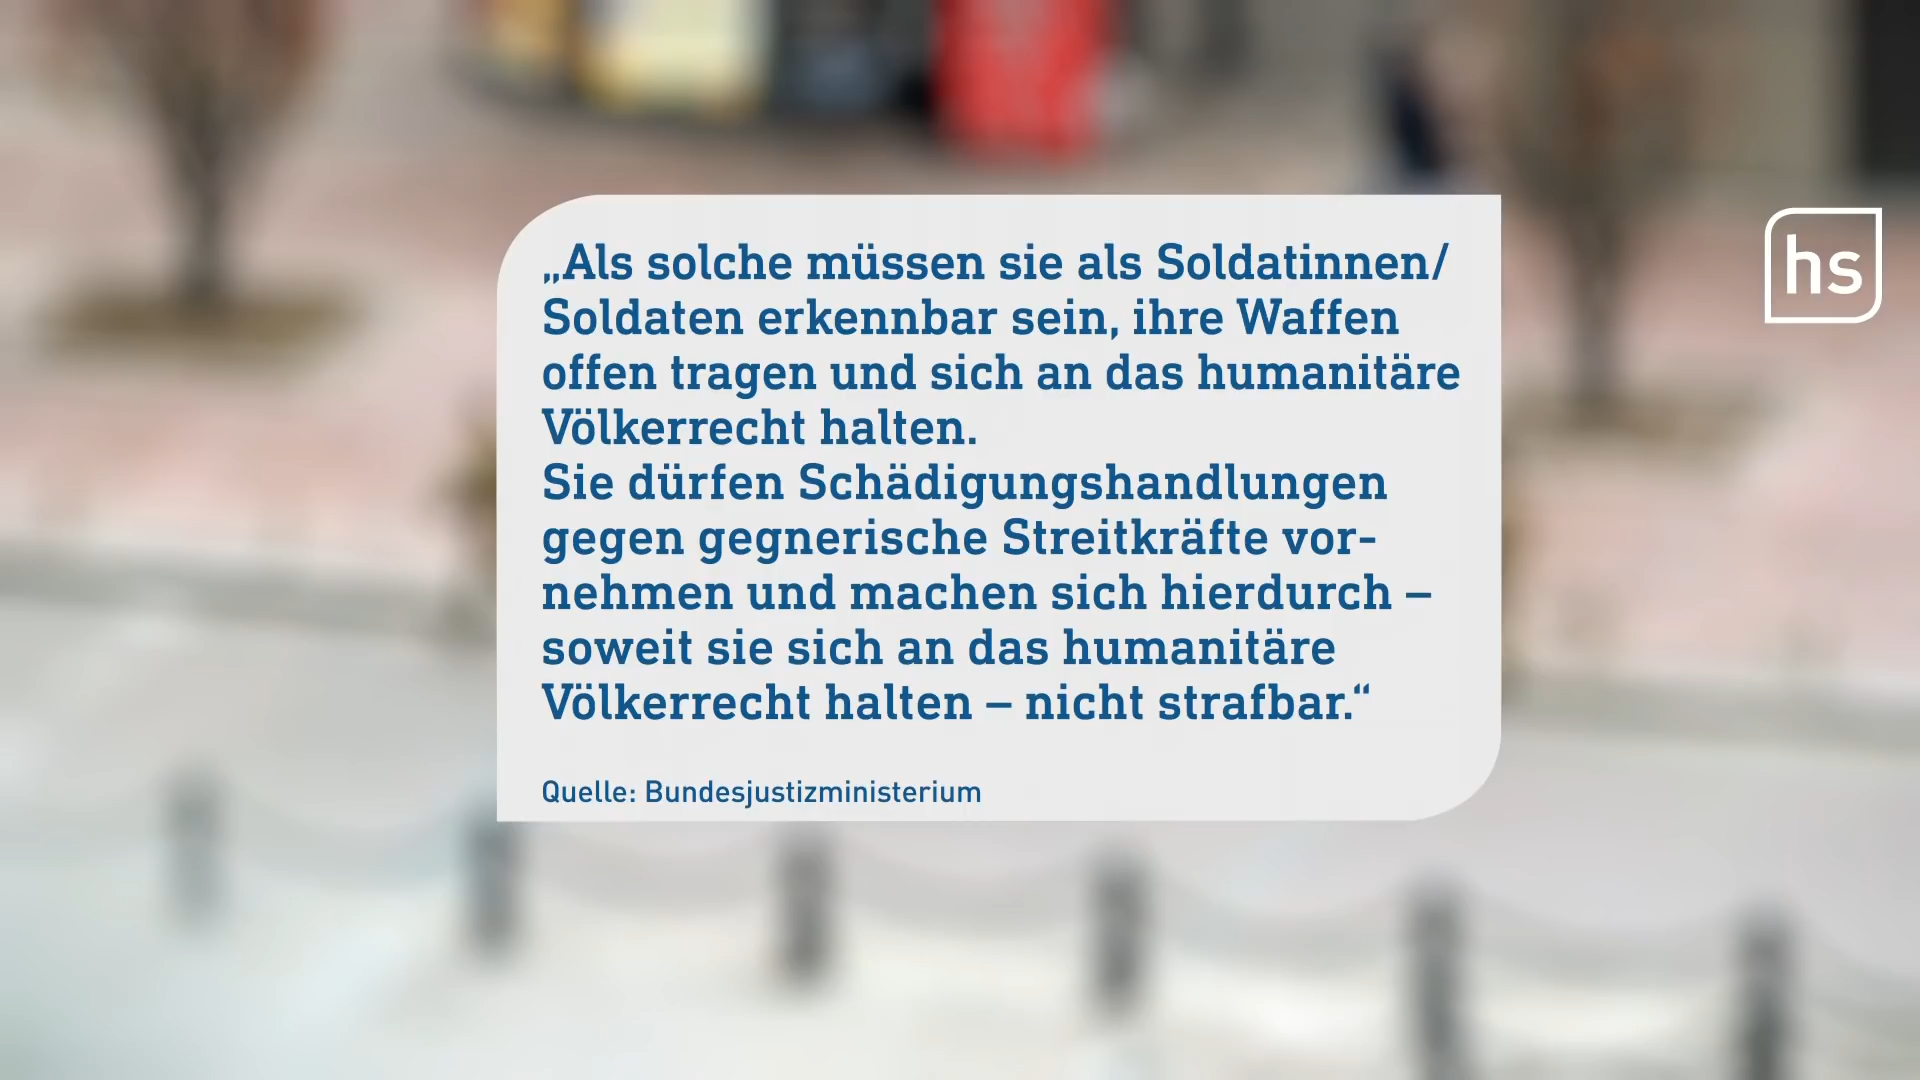 „Als solche müssen sie als Soldatinnen/
Soldaten erkennbar sein, ihre Waffen
offen tragen und sich an das humanitäre
Völkerrecht halten.
Sie dürfen Schädigungshandlungen
gegen gegnerische Streitkräfte vor-
nehmen und machen sich hierdurch –
soweit sie sich an das humanitäre
Völkerrecht halten – nicht strafbar.“
Quelle: Bundesjustizministerium
hs